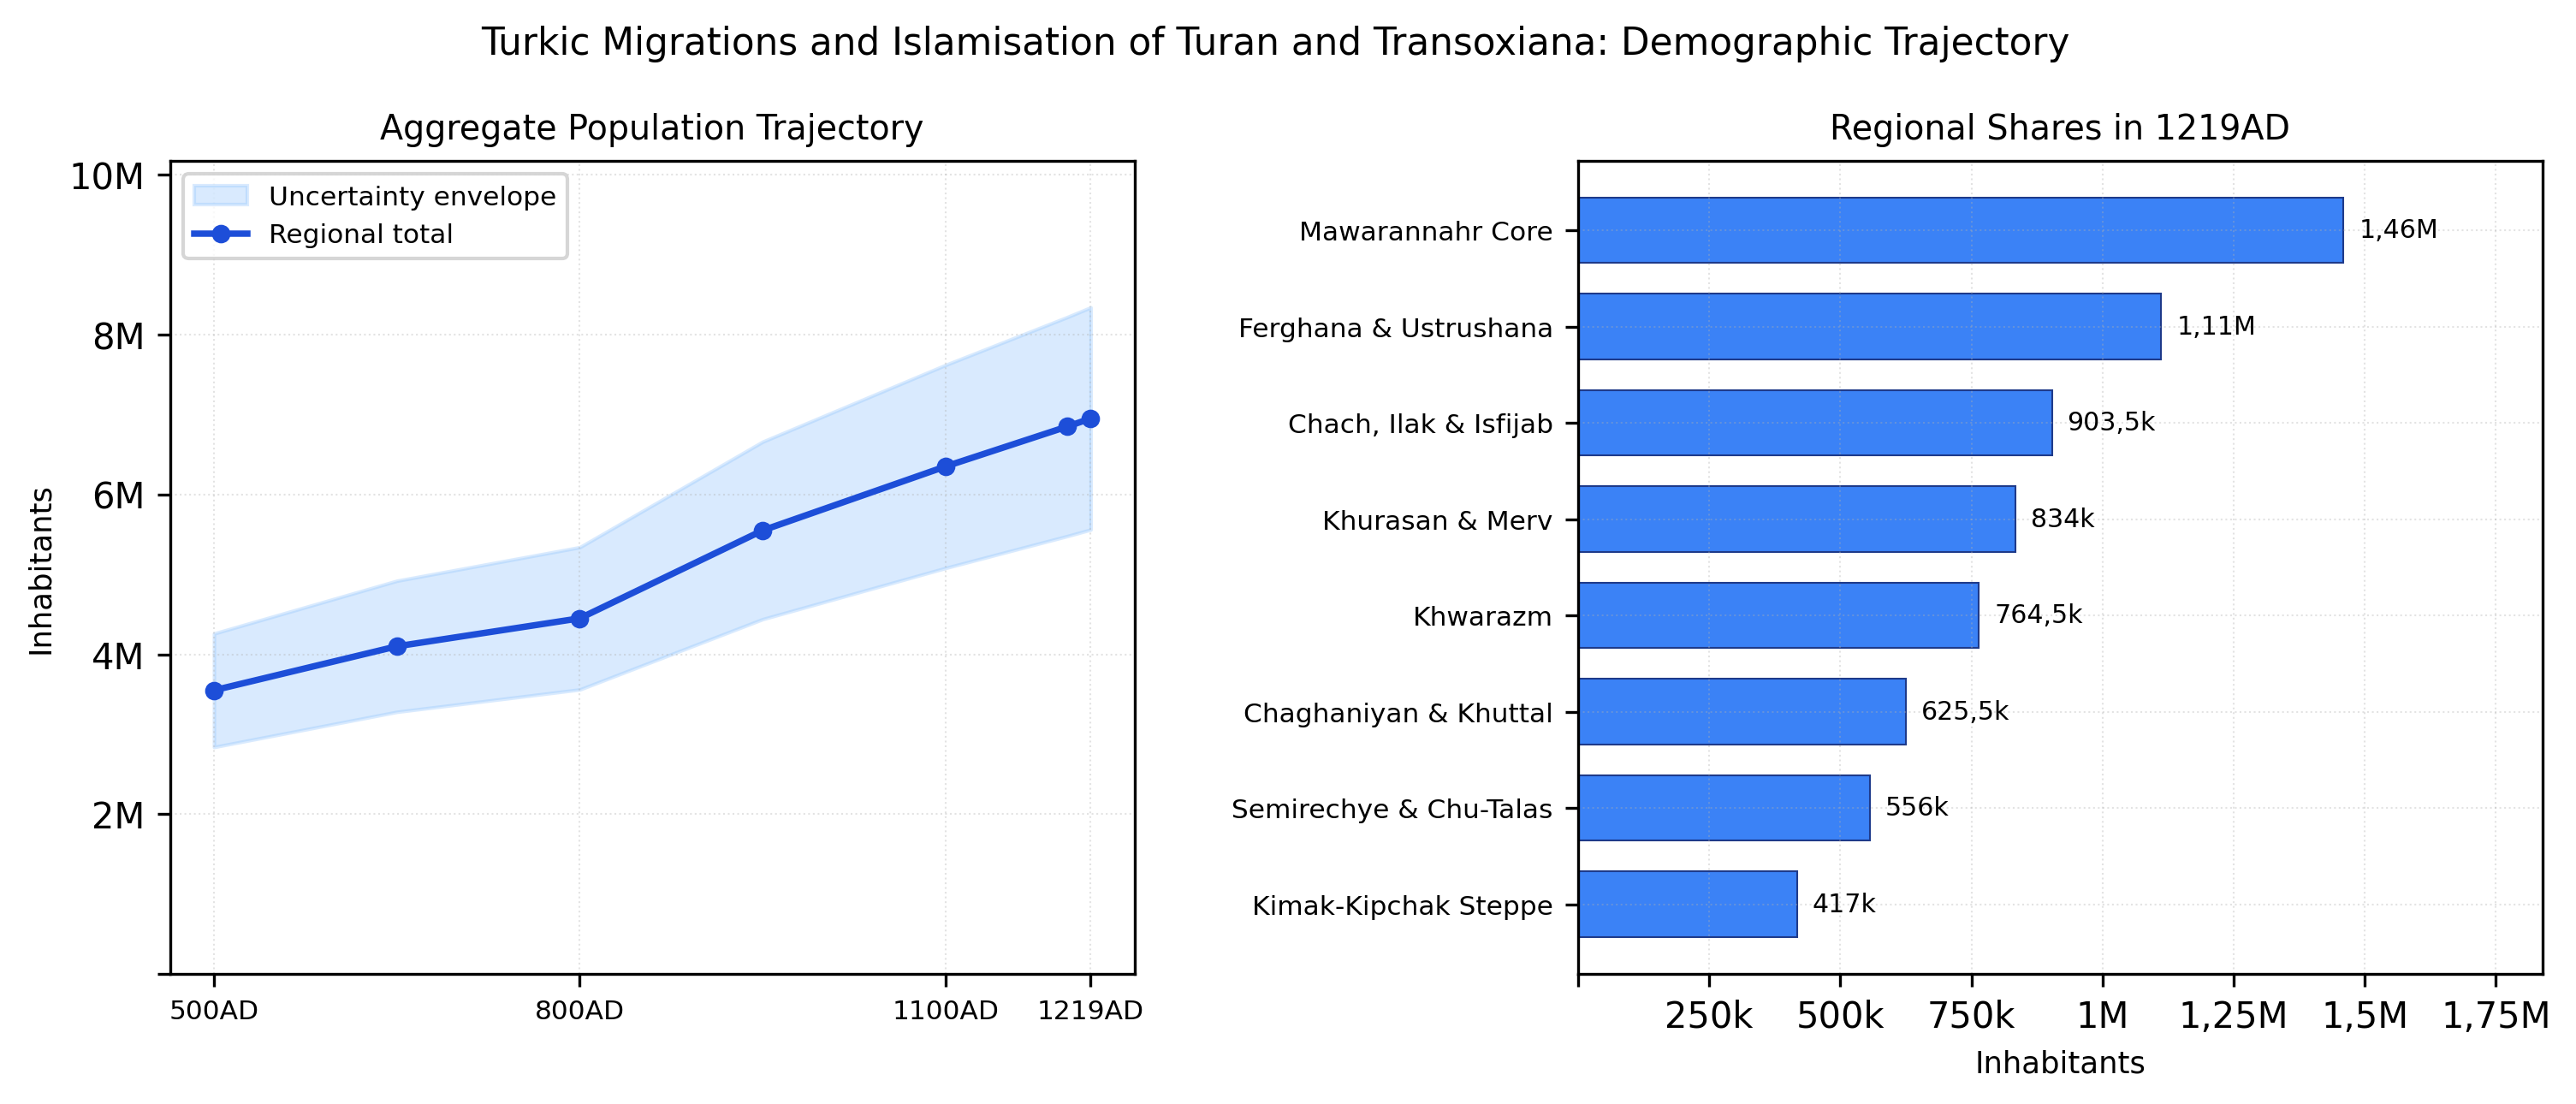 Turkic Migrations and Islamisation of Turan and Transoxiana: Demographic Trajectory
Aggregate Population Trajectory
10M
8M
6M
4M
2M
Inhabitants
Uncertainty envelope
Regional total
500AD
800AD
1100AD
1219AD
Regional Shares in 1219AD
Mawarannahr Core
1,46M
Ferghana & Ustrushana
1,11M
Chach, Ilak & Isfijab
903,5k
Khurasan & Merv
834k
Khwarazm
764,5k
Chaghaniyan & Khuttal
625,5k
Semirechye & Chu-Talas
556k
Kimak-Kipchak Steppe
417k
250k
500k
750k
1M
1,25M
1,5M
1,75M
Inhabitants